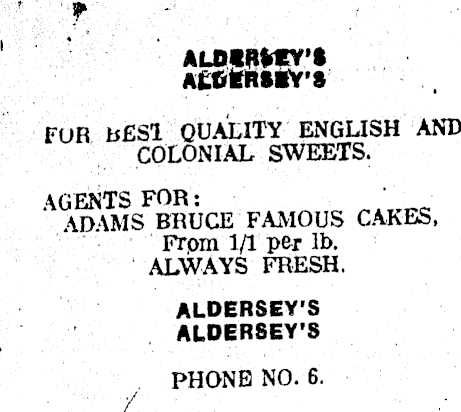 ALDERSEY'S
ALDERSEY'S
FOR BEST QUALITY ENGLISH AND
COLONIAL SWEETS.
AGENTS FOR:
ADAMS BRUCE FAMOUS CAKES,
From 1/1 per lb.
ALWAYS FRESH.
ALDERSEY'S
ALDERSEY'S
PHONE NO. 6.